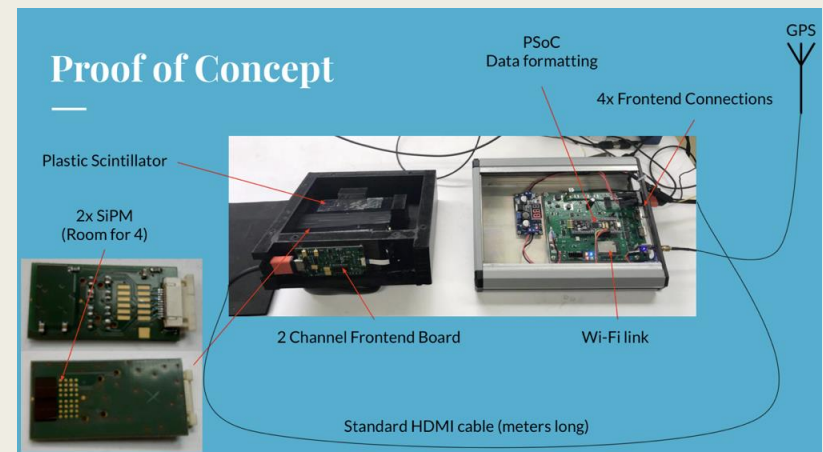 Proof of Concept
GPS
PSoC
Data formatting
4x Frontend Connections
Plastic Scintillator
2x SiPM
(Room for 4)
2 Channel Frontend Board
Wi-Fi link
Standard HDMI cable (meters long)